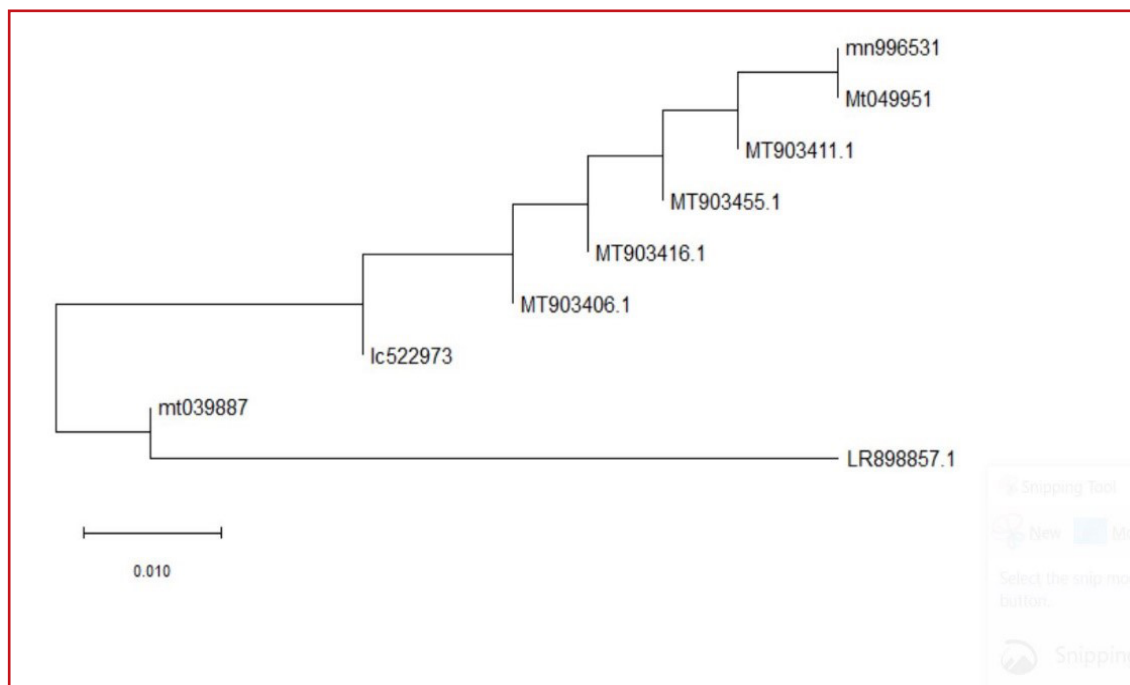 mn996531
Mt049951
MT903411.1
MT903455.1
MT903416.1
MT903406.1
lc522973
mt039887
LR898857.1
0.010
Snipping Tool
New
Select the snip mo
button.
Snipping